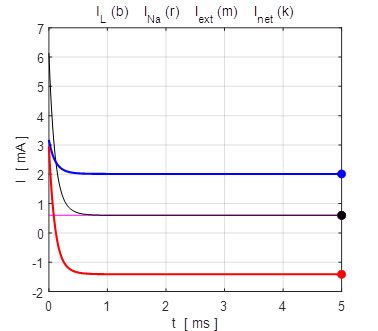 I_L (b) I_Na (r) I_ext (m) I_net (k)
7
6
5
4
3
2
1
0
-1
-2
I [ mA ]
0 1 2 3 4 5
t [ ms ]